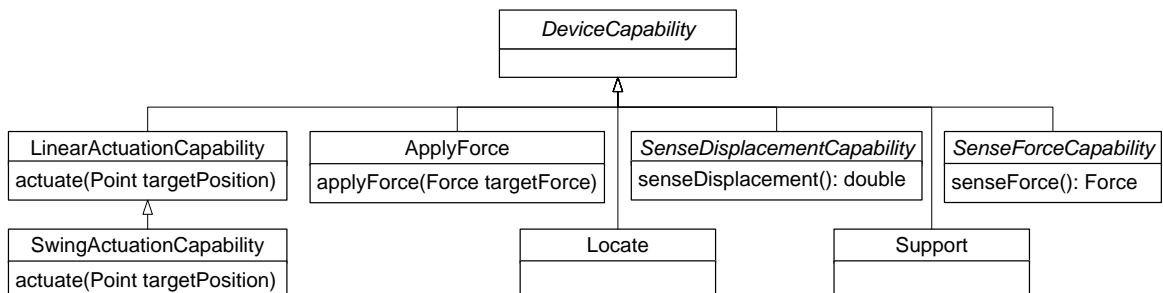 DeviceCapability
LinearActuationCapability
actuate(Point targetPosition)
ApplyForce
applyForce(Force targetForce)
SenseDisplacementCapability
senseDisplacement(): double
SenseForceCapability
senseForce(): Force
SwingActuationCapability
actuate(Point targetPosition)
Locate
Support